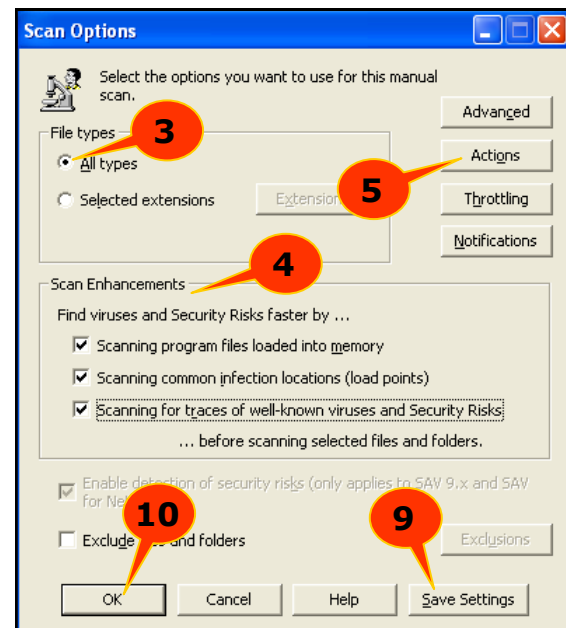 Scan Options
Select the options you want to use for this manual
scan.
Advanced
File types
3
All types
Actions
5
Selected extensions
Throttling
Notifications
4
Scan Enhancements
Find viruses and Security Risks faster by ...
Scanning program files loaded into memory
Scanning common infection locations (load points)
Scanning for traces of well-known viruses and Security Risks
... before scanning selected files and folders.
Enable detection of security risks (only applies to SAV 9.x and SAV
for
10
9
Exclude and folders
Exclusions
OK
Cancel
Help
Save Settings